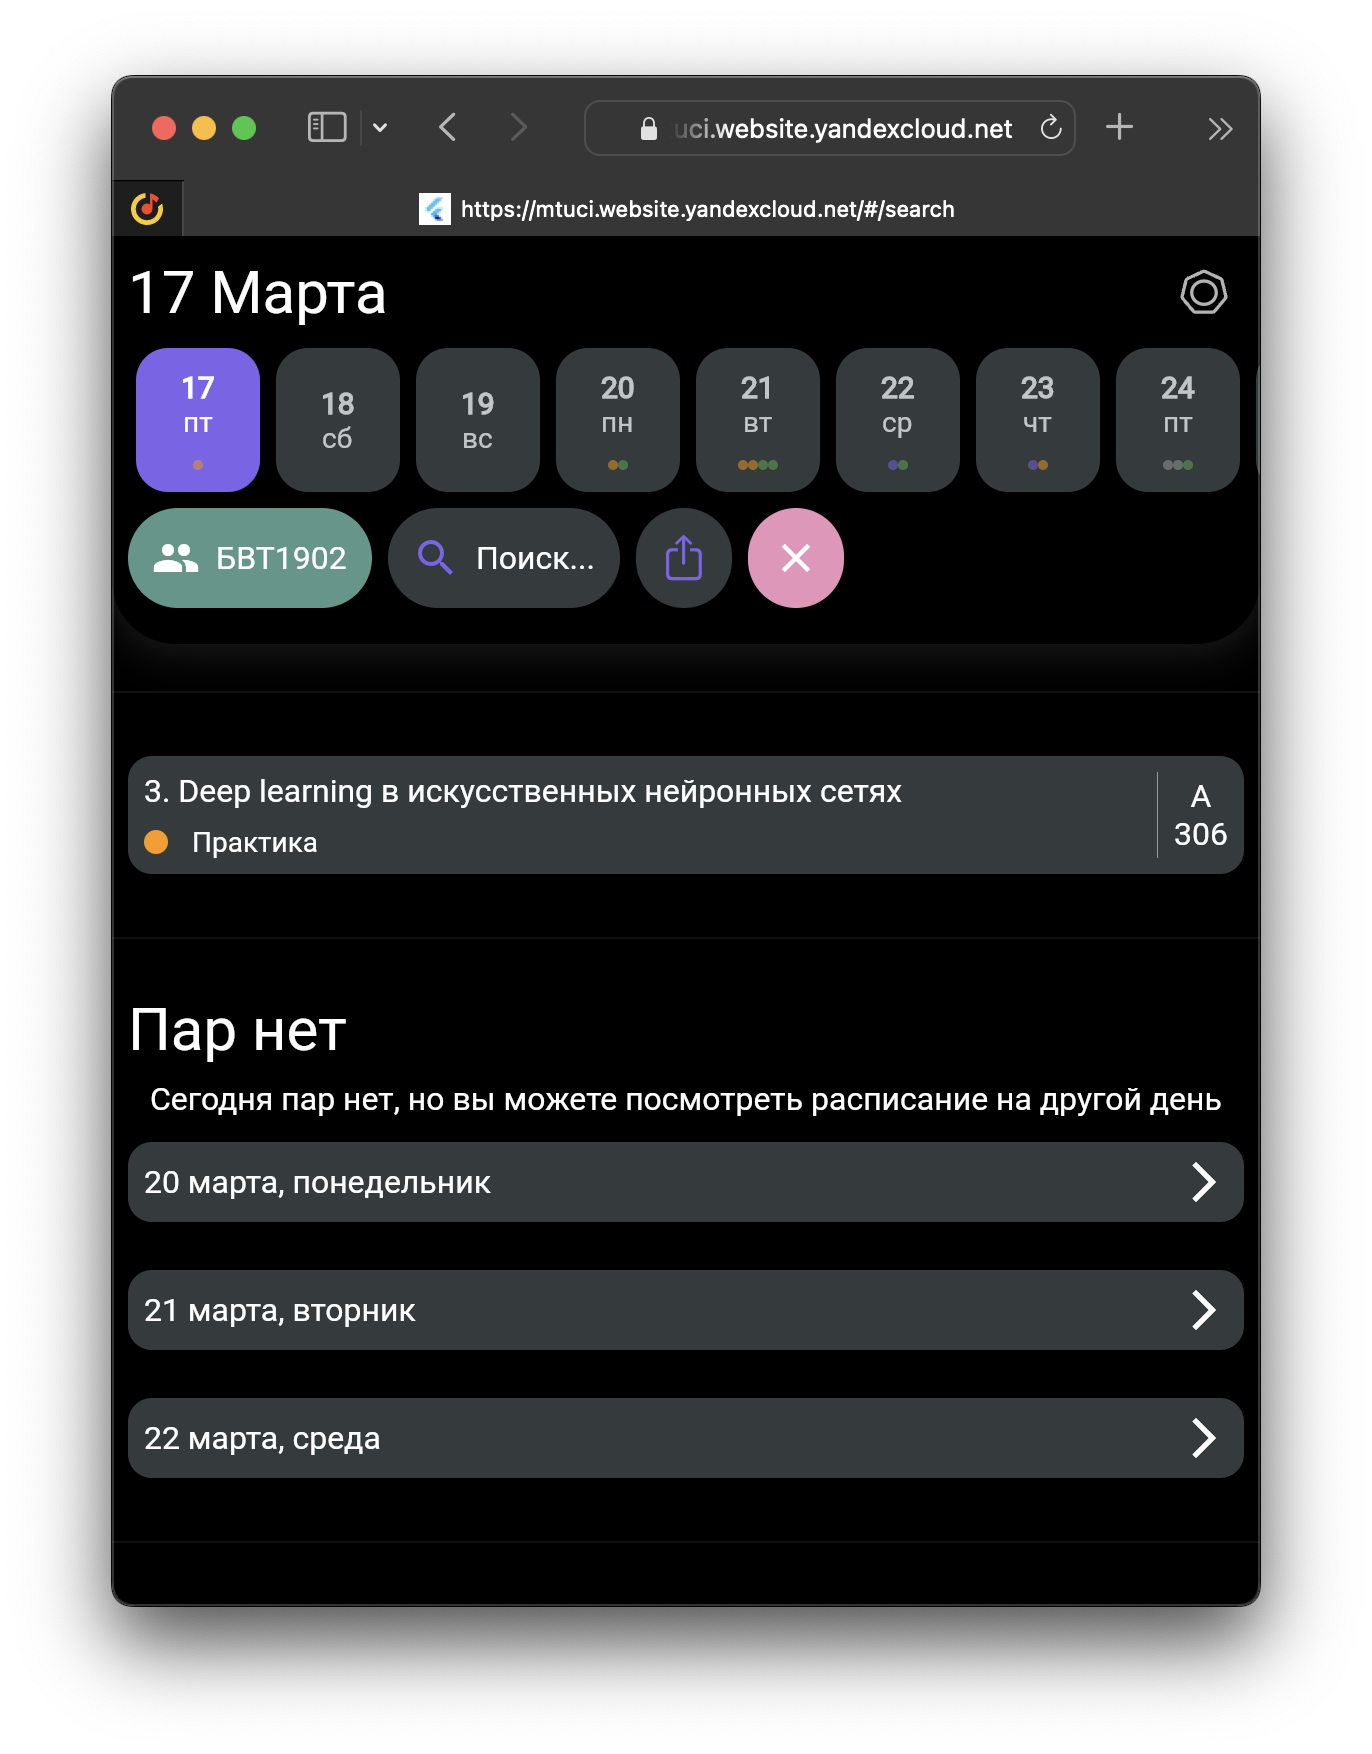 uci.website.yandexcloud.net
https://mtuci.website.yandexcloud.net/#/search
17 Марта
17 18 19 20 21 22 23 24
пт сб вс пн вт ср чт пт
БВТ1902 Поиск...
3. Deep learning в искусственных нейронных сетях
Практика
А
306
Пар нет
Сегодня пар нет, но вы можете посмотреть расписание на другой день
20 марта, понедельник
21 марта, вторник
22 марта, среда